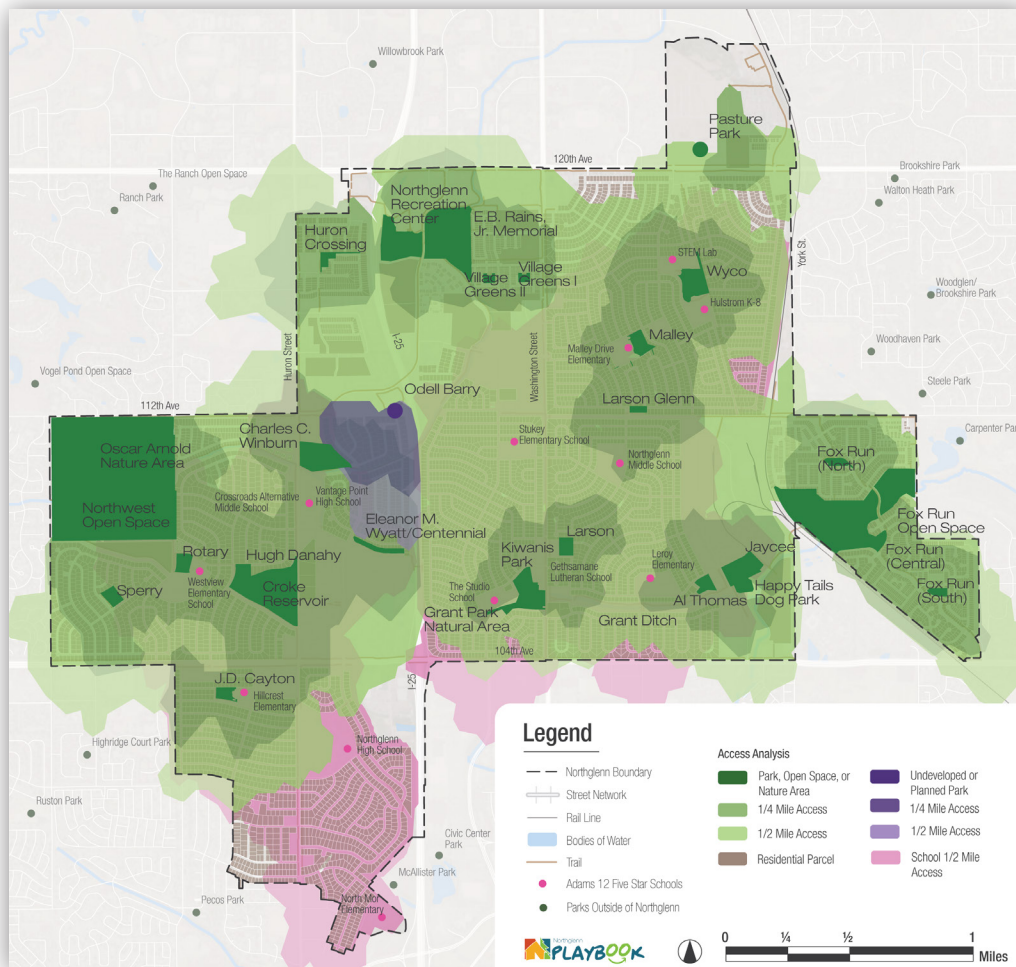 Willowbrook Park
Pasture
Park
120th Ave
The Ranch Open Space
Ranch Park
Brookshire Park
Walton Heath Park
Northglenn
Recreation
Center
E.B. Rains,
Jr. Memorial
Huron
Crossing
Village
Greens II
Village
Greens I
STEM Lab
Wyco
York St.
Hulstrom K-8
Woodglen/
Brookshire Park
Huron Street
I-25
Washington Street
Malley
Malley Drive
Elementary
Woodhaven Park
Vogel Pond Open Space
Odell Barry
Steele Park
112th Ave
Larson Glenn
Charles C.
Winburn
Stukey
Elementary School
Carpenter Park
Oscar Arnold
Nature Area
Fox Run
(North)
Northglenn
Middle School
Crossroads Alternative
Middle School
Vantage Point
High School
Northwest
Open Space
Eleanor M.
Wyatt/Centennial
Fox Run
Open Space
Larson
Jaycee
Rotary
Hugh Danahy
Kiwanis
Park
Gethsamane
Lutheran School
Leroy
Elementary
Fox Run
(Central)
Westview
Elementary
School
Sperry
Croke
Reservoir
The Studio
School
Al Thomas
Happy Tails
Dog Park
Fox Run
(South)
Grant Park
Natural Area
Grant Ditch
104th Ave
I-25
J.D. Cayton
Hillcrest
Elementary
Northglenn
High School
Highridge Court Park
Ruston Park
Civic Center
Park
McAllister Park
Pecos Park
North Mor
Elementary
Legend
Northglenn Boundary
Street Network
Rail Line
Bodies of Water
Trail
Adams 12 Five Star Schools
Parks Outside of Northglenn
Access Analysis
Park, Open Space, or
Nature Area
1/4 Mile Access
1/2 Mile Access
Residential Parcel
Undeveloped or
Planned Park
1/4 Mile Access
1/2 Mile Access
School 1/2 Mile
Access
Northglenn
PLAYBOOK
0 ¼ ½ 1
Miles